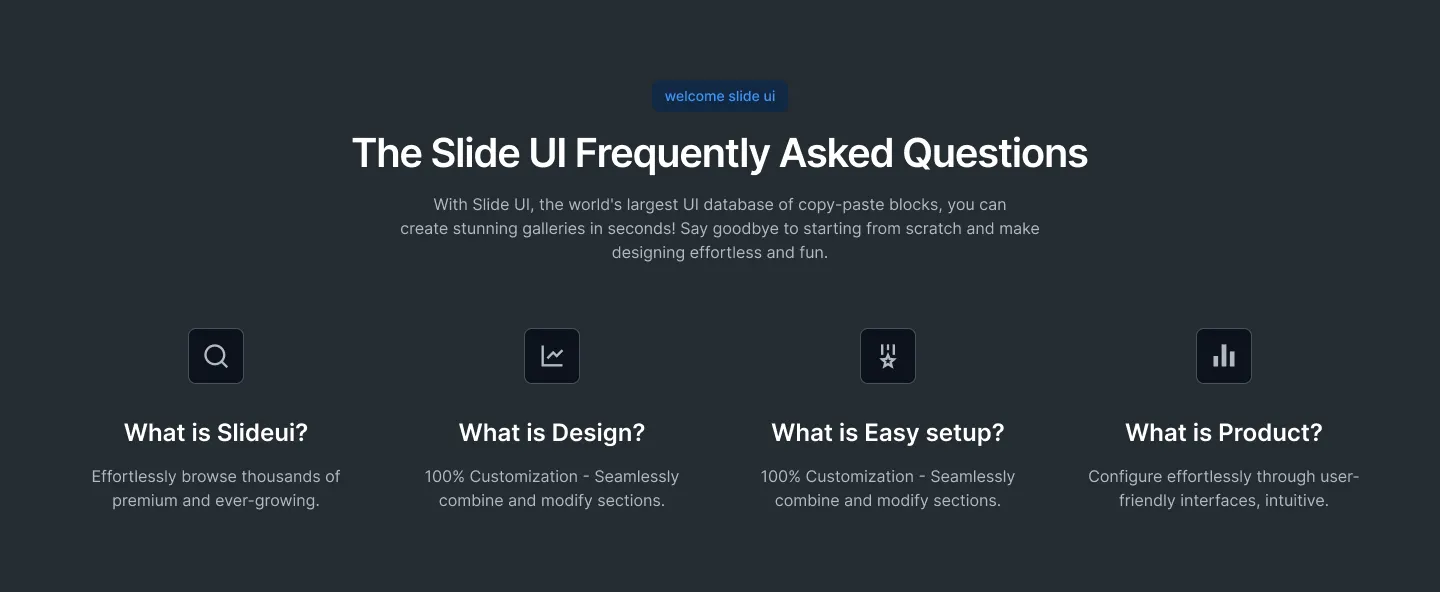 welcome slide ui
The Slide UI Frequently Asked Questions
With Slide UI, the world's largest UI database of copy-paste blocks, you can
create stunning galleries in seconds! Say goodbye to starting from scratch and make
designing effortless and fun.
What is Slideui?
Effortlessly browse thousands of
premium and ever-growing.
What is Design?
100% Customization - Seamlessly
combine and modify sections.
What is Easy setup?
100% Customization - Seamlessly
combine and modify sections.
What is Product?
Configure effortlessly through user-
friendly interfaces, intuitive.